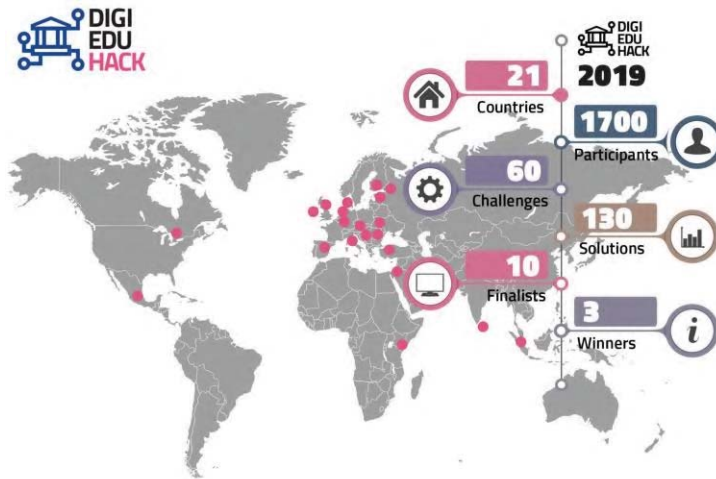 DIGI
EDU
HACK
DIGI
EDU
HACK
2019
21
Countries
1700
Participants
60
Challenges
130
Solutions
10
Finalists
3
Winners
i